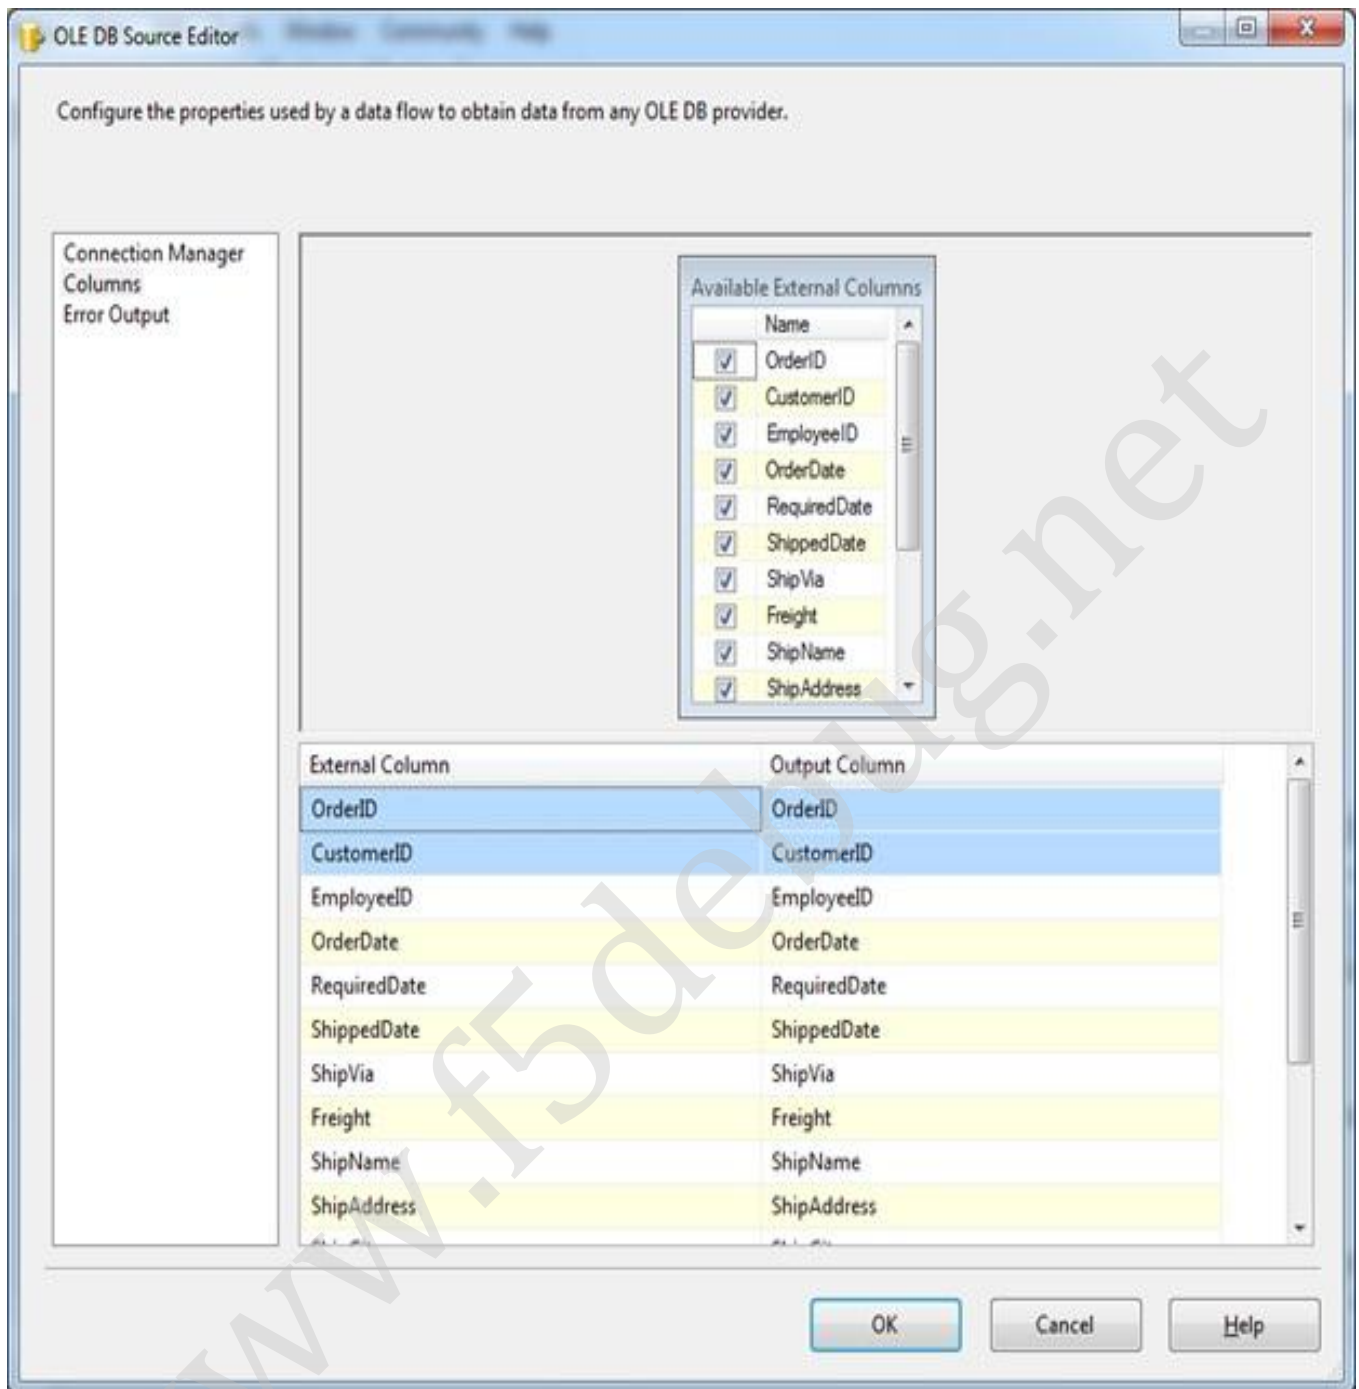 OLE DB Source Editor
Window Community Help
Configure the properties used by a data flow to obtain data from any OLE DB provider.
Connection Manager
Columns
Error Output
Available External Columns
Name
OrderID
CustomerID
EmployeeID
OrderDate
RequiredDate
ShippedDate
ShipVia
Freight
ShipName
ShipAddress
External Column Output Column
OrderID OrderID
CustomerID CustomerID
EmployeeID EmployeeID
OrderDate OrderDate
RequiredDate RequiredDate
ShippedDate ShippedDate
ShipVia ShipVia
Freight Freight
ShipName ShipName
ShipAddress ShipAddress
OK Cancel Help
www.f5debug.net